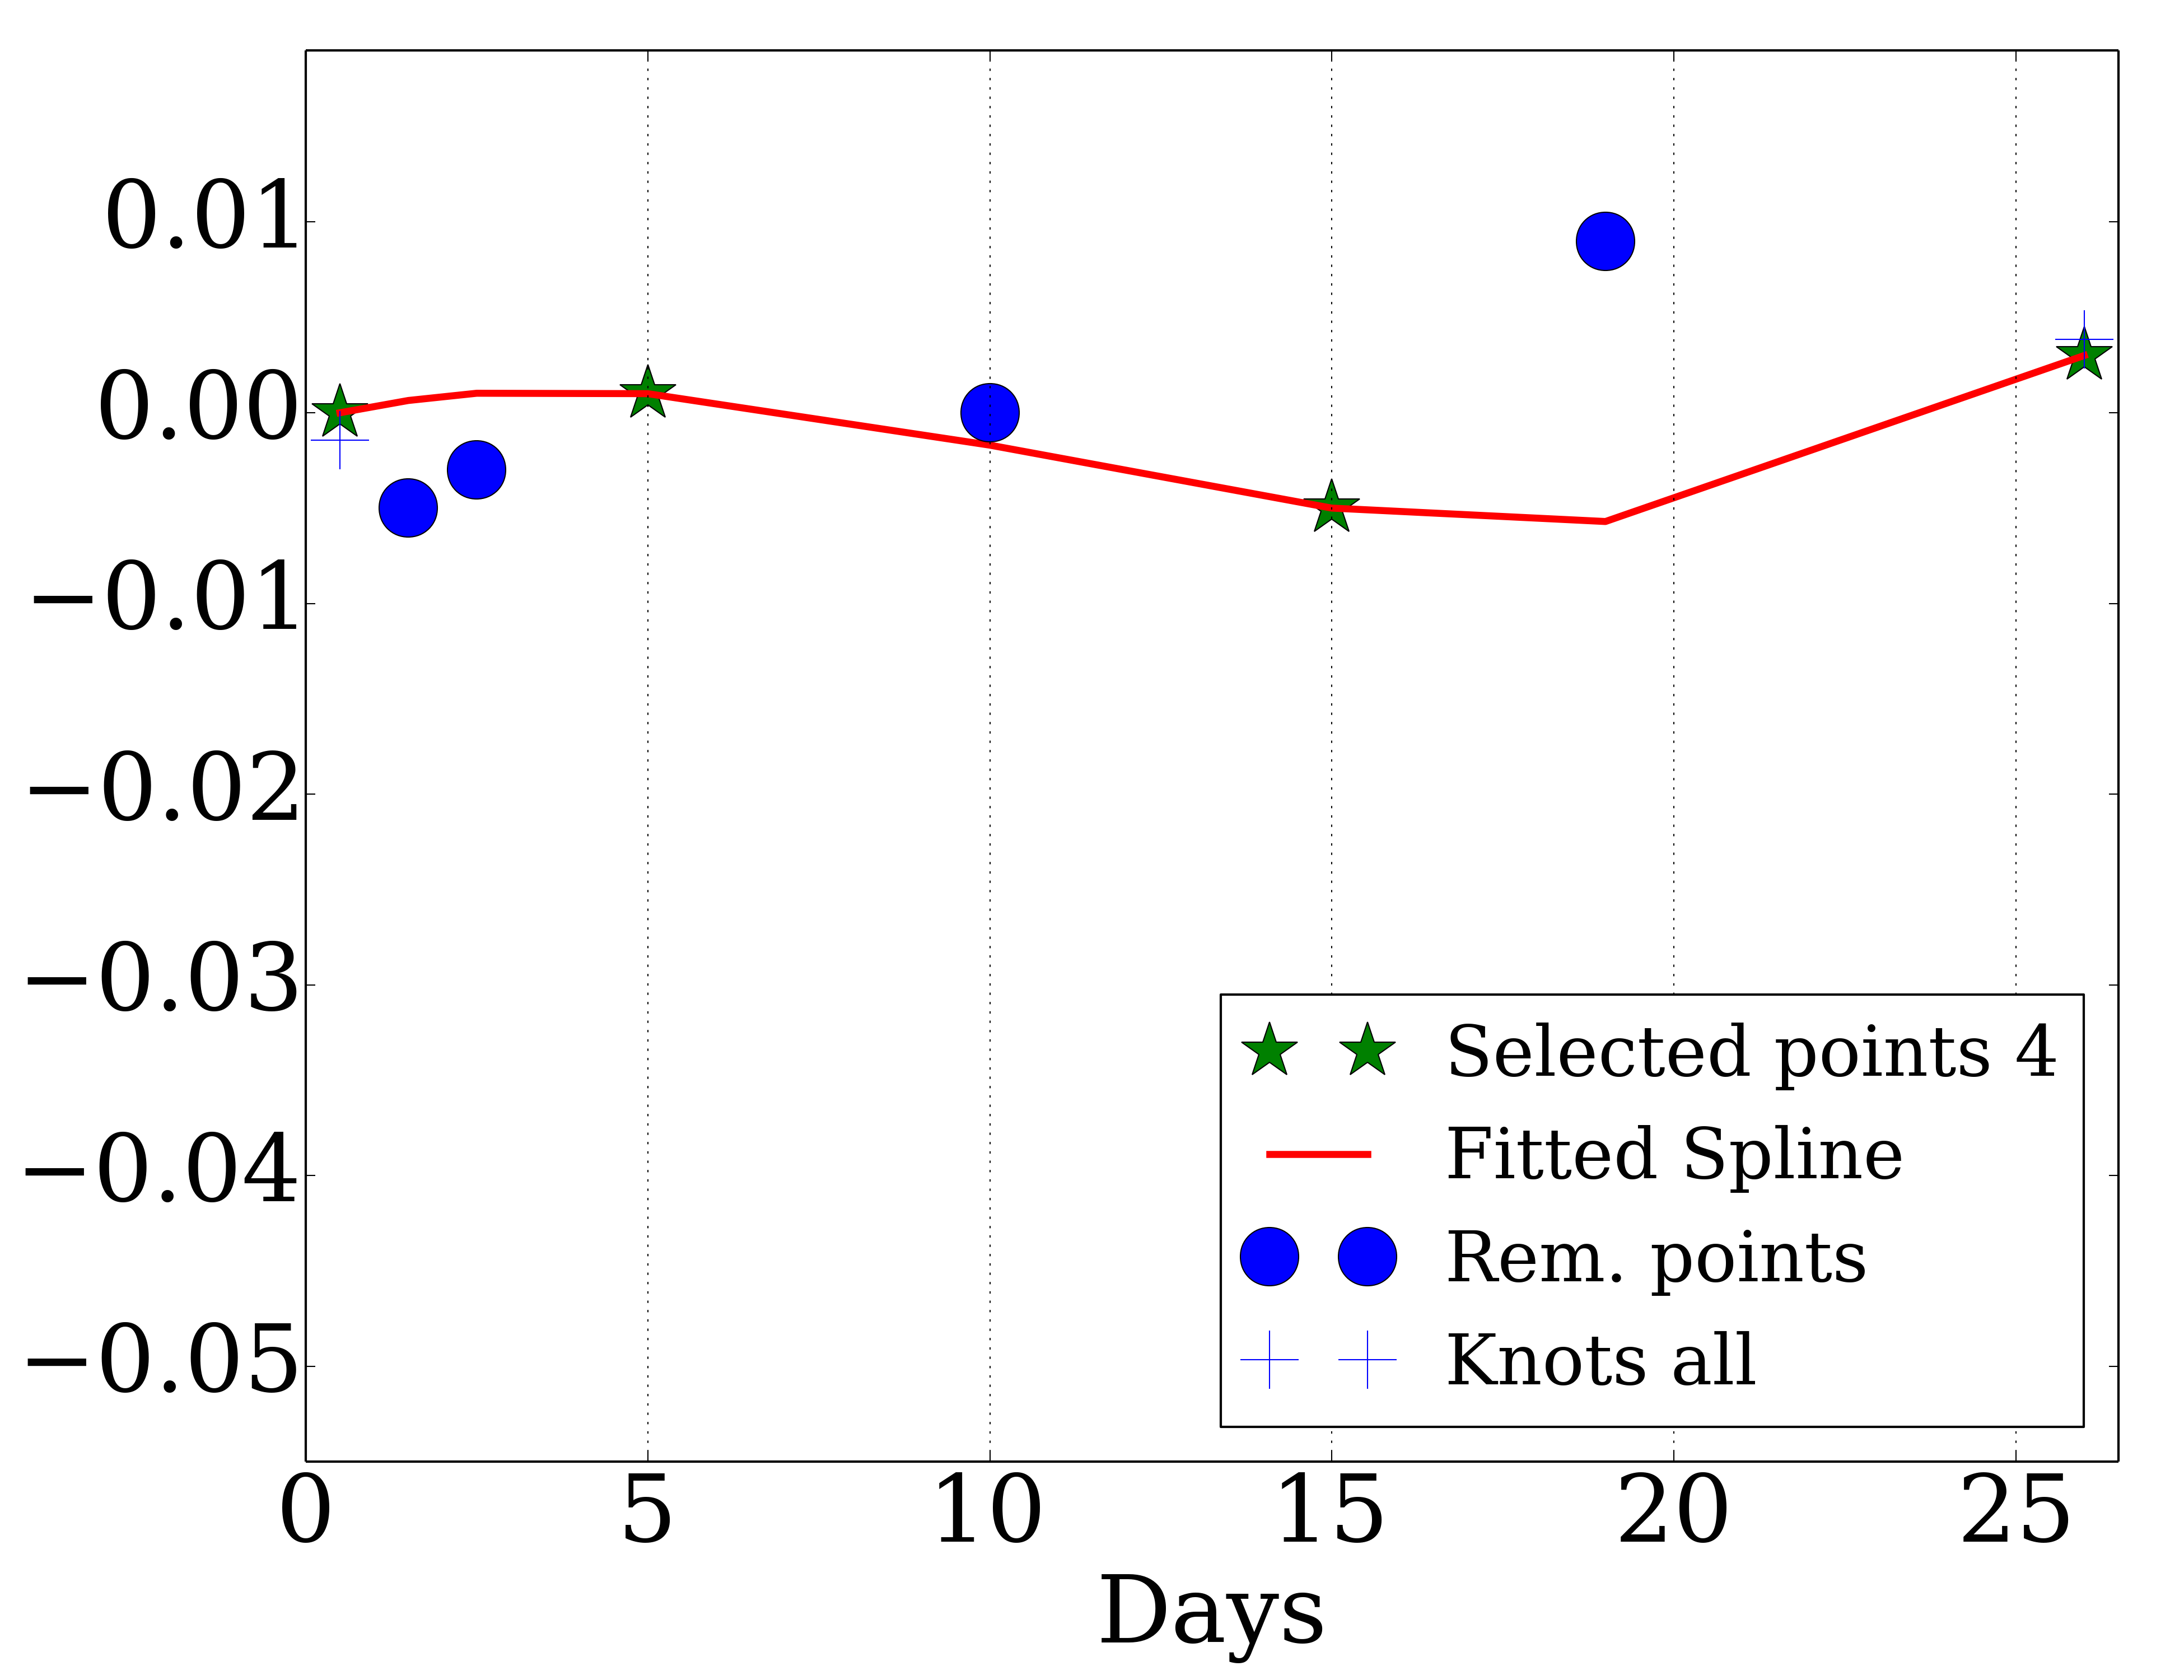 0.01
0.00
−0.01
−0.02
−0.03
−0.04
−0.05
Selected points 4
Fitted Spline
Rem. points
Knots all
0 5 10 15 20 25
Days